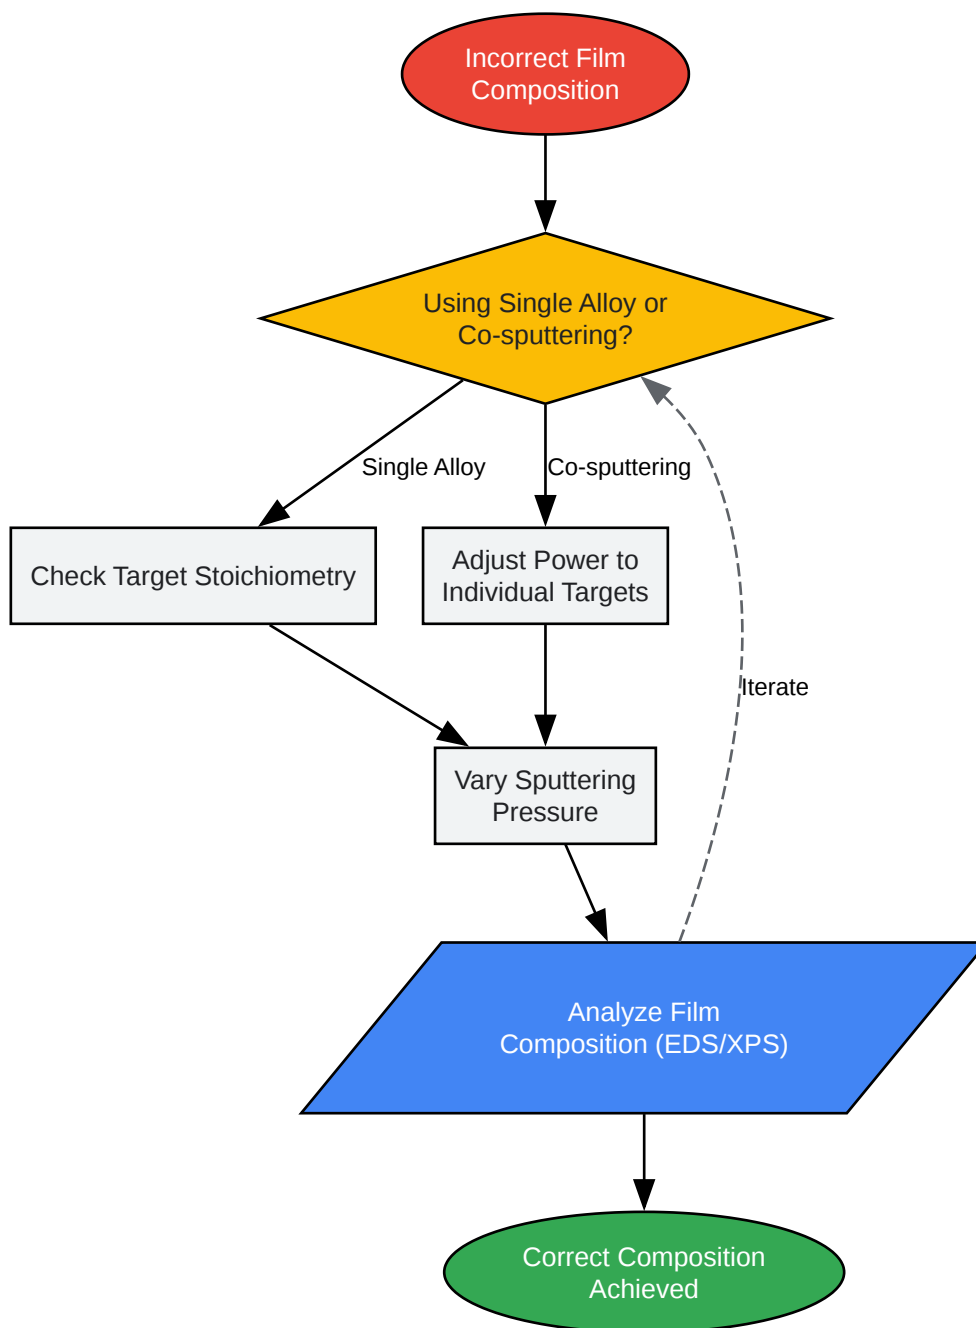 Incorrect Film
Composition
Using Single Alloy or
Co-sputtering?
Single Alloy
Co-sputtering
Check Target Stoichiometry
Adjust Power to
Individual Targets
Iterate
Vary Sputtering
Pressure
Analyze Film
Composition (EDS/XPS)
Correct Composition
Achieved